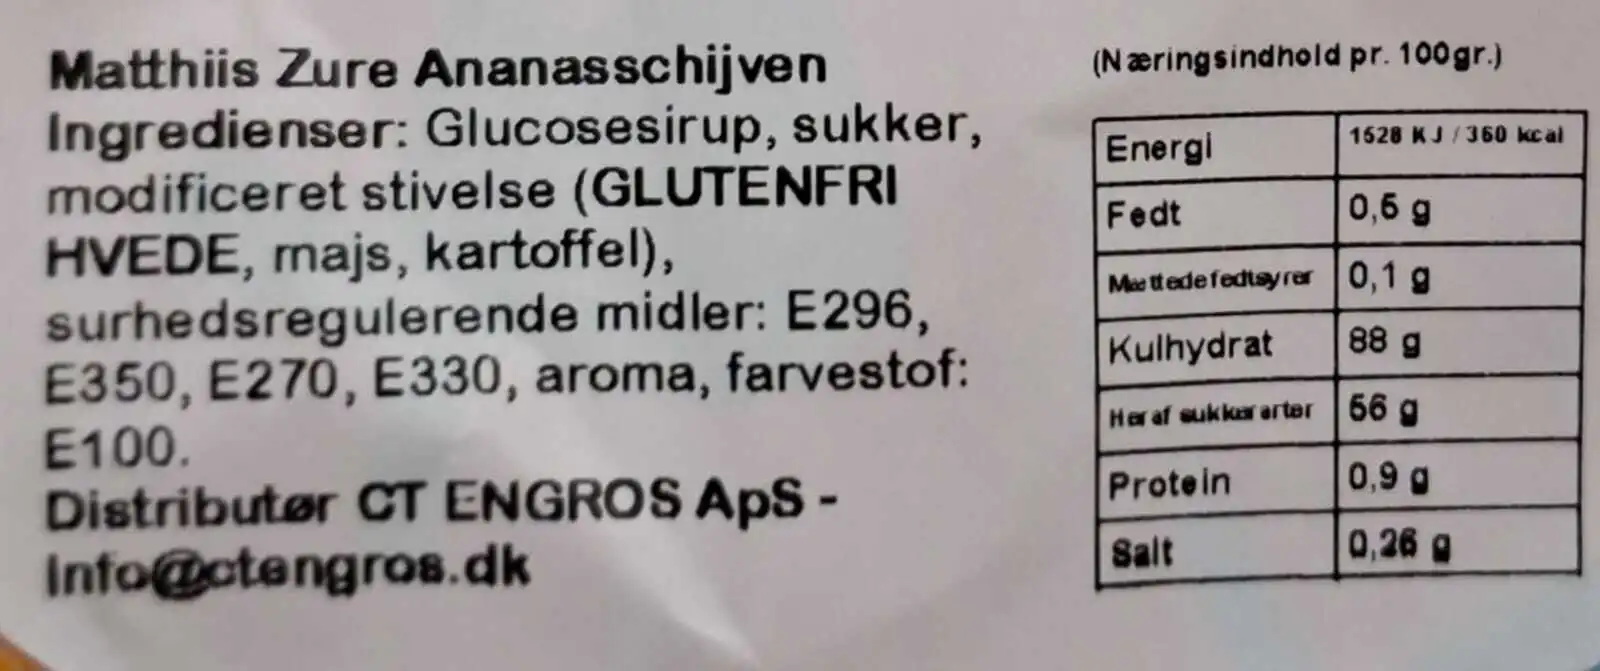 Matthiis Zure Ananasschijven
Ingredienser: Glucosesirup, sukker,
modificeret stivelse (GLUTENFRI
HVEDE, majs, kartoffel),
surhedsregulerende midler: E296,
E350, E270, E330, aroma, farvestof:
E100.
Distributør CT ENGROS ApS -
Info@ctengros.dk
(Næringsindhold pr. 100gr.)
Energi 1528 KJ / 360 kcal
Fedt 0,5 g
Mættede fedtsyrer 0,1 g
Kulhydrat 88 g
Heraf sukkerarter 56 g
Protein 0,9 g
Salt 0,26 g